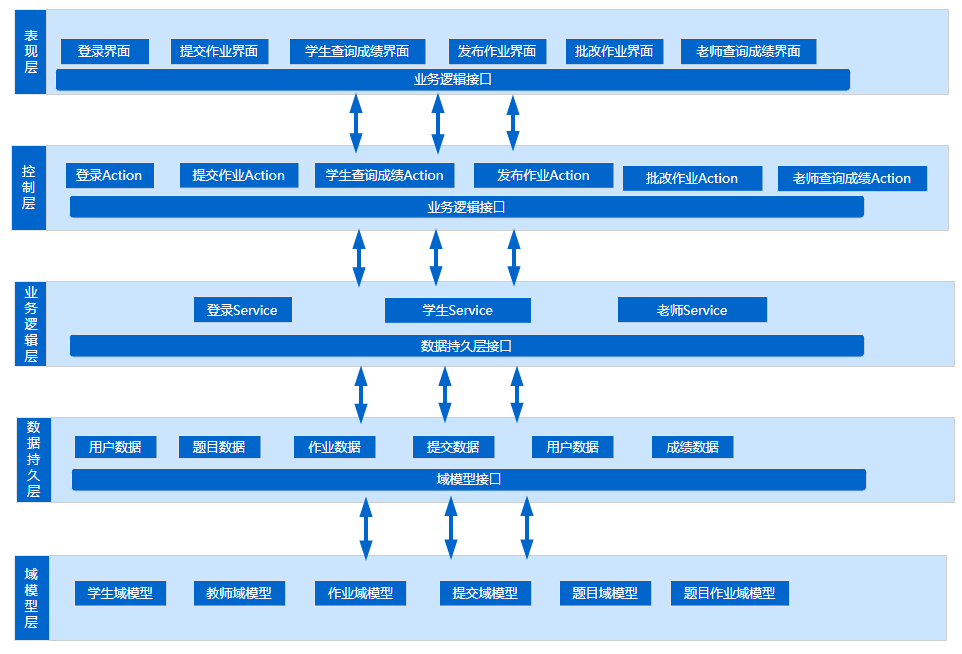 表现层
登录界面
提交作业界面
学生查询成绩界面
发布作业界面
批改作业界面
老师查询成绩界面
业务逻辑接口
控制层
登录Action
提交作业Action
学生查询成绩Action
发布作业Action
批改作业Action
老师查询成绩Action
业务逻辑接口
业务逻辑层
登录Service
学生Service
老师Service
数据持久层接口
数据持久层
用户数据
题目数据
作业数据
提交数据
用户数据
成绩数据
域模型接口
域模型层
学生域模型
教师域模型
作业域模型
提交域模型
题目域模型
题目作业域模型